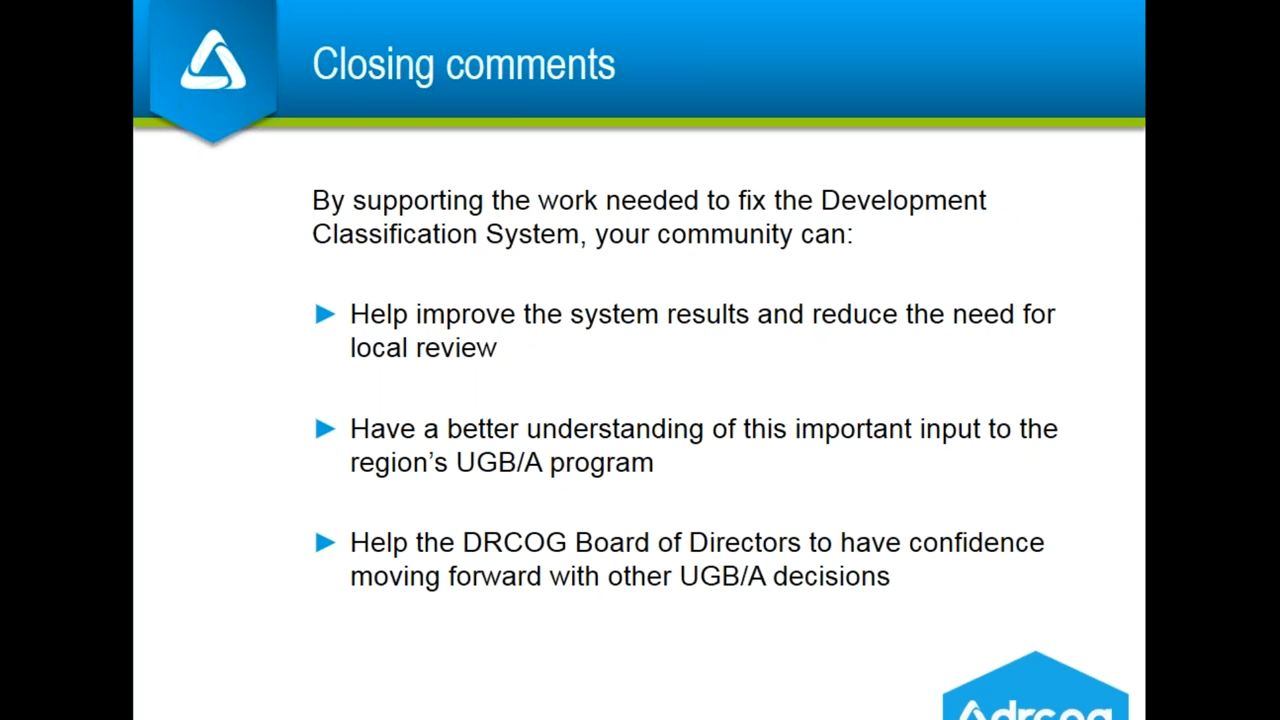 Closing comments
By supporting the work needed to fix the Development
Classification System, your community can:
Help improve the system results and reduce the need for
local review
Have a better understanding of this important input to the
region’s UGB/A program
Help the DRCOG Board of Directors to have confidence
moving forward with other UGB/A decisions
drcog